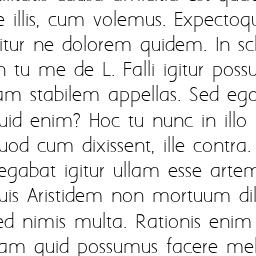 e illis, cum volemus. Expectoqu
itur ne dolorem quidem. In scl
n tu me de L. Falli igitur possu
am stabilem appellas. Sed ego
uid enim? Hoc tu nunc in illo
uod cum dixissent, ille contra.
egabat igitur ullam esse artem
uis Aristidem non mortuum dil
ed nimis multa. Rationis enim
am quid possumus facere mel